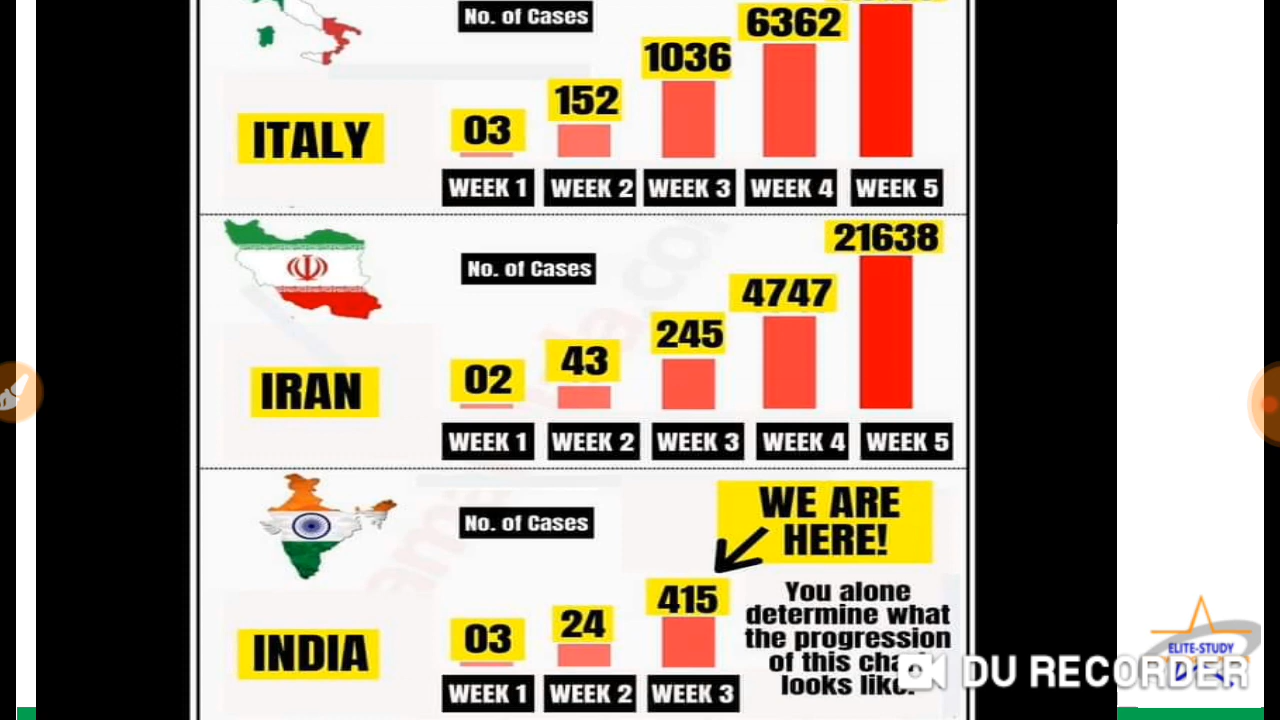 No. of Cases
03
152
1036
6362
ITALY
WEEK 1
WEEK 2
WEEK 3
WEEK 4
WEEK 5
No. of Cases
02
43
245
4747
21638
IRAN
WEEK 1
WEEK 2
WEEK 3
WEEK 4
WEEK 5
No. of Cases
WE ARE
HERE!
03
24
415
INDIA
WEEK 1
WEEK 2
WEEK 3
You alone
determine what
the progression
of this
looks like.
DU RECORDER
ELITE-STUDY